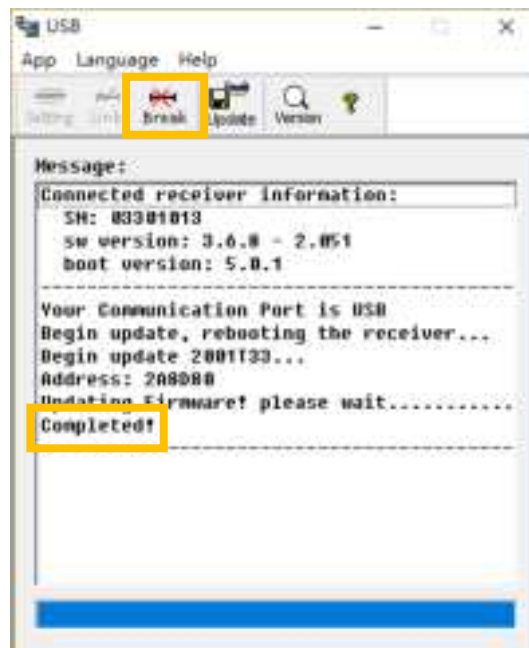 USB
App Language Help
Setting Link Break Update Version
Message:
Connected receiver information:
SN: 03301013
sw version: 3.6.0 - 2.051
boot version: 5.0.1
Your Communication Port is USB
Begin update, rebooting the receiver...
Begin update 2001T33...
Address: 2A8D80
Updating Firmware! please wait...........
Completed!